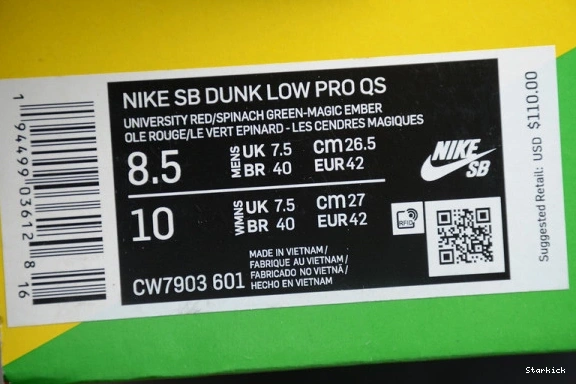 NIKE SB DUNK LOW PRO QS
UNIVERSITY RED/SPINACH GREEN-MAGIC EMBER
OLE ROUGE/LE VERT EPINARD - LES CENDRES MAGIQUES
8.5 MENS UK 7.5 cm 26.5
BR 40 EUR 42
10 WMNS UK 7.5 cm 27
BR 40 EUR 42
NIKE
SB
RFID
MADE IN VIETNAM/
FABRIQUE AU VIETNAM/
FABRICADO NO VIETNÃ/
HECHO EN VIETNAM
CW7903 601
1 94499 03612 8 16
Suggested Retail: USD $110.00
Starkick